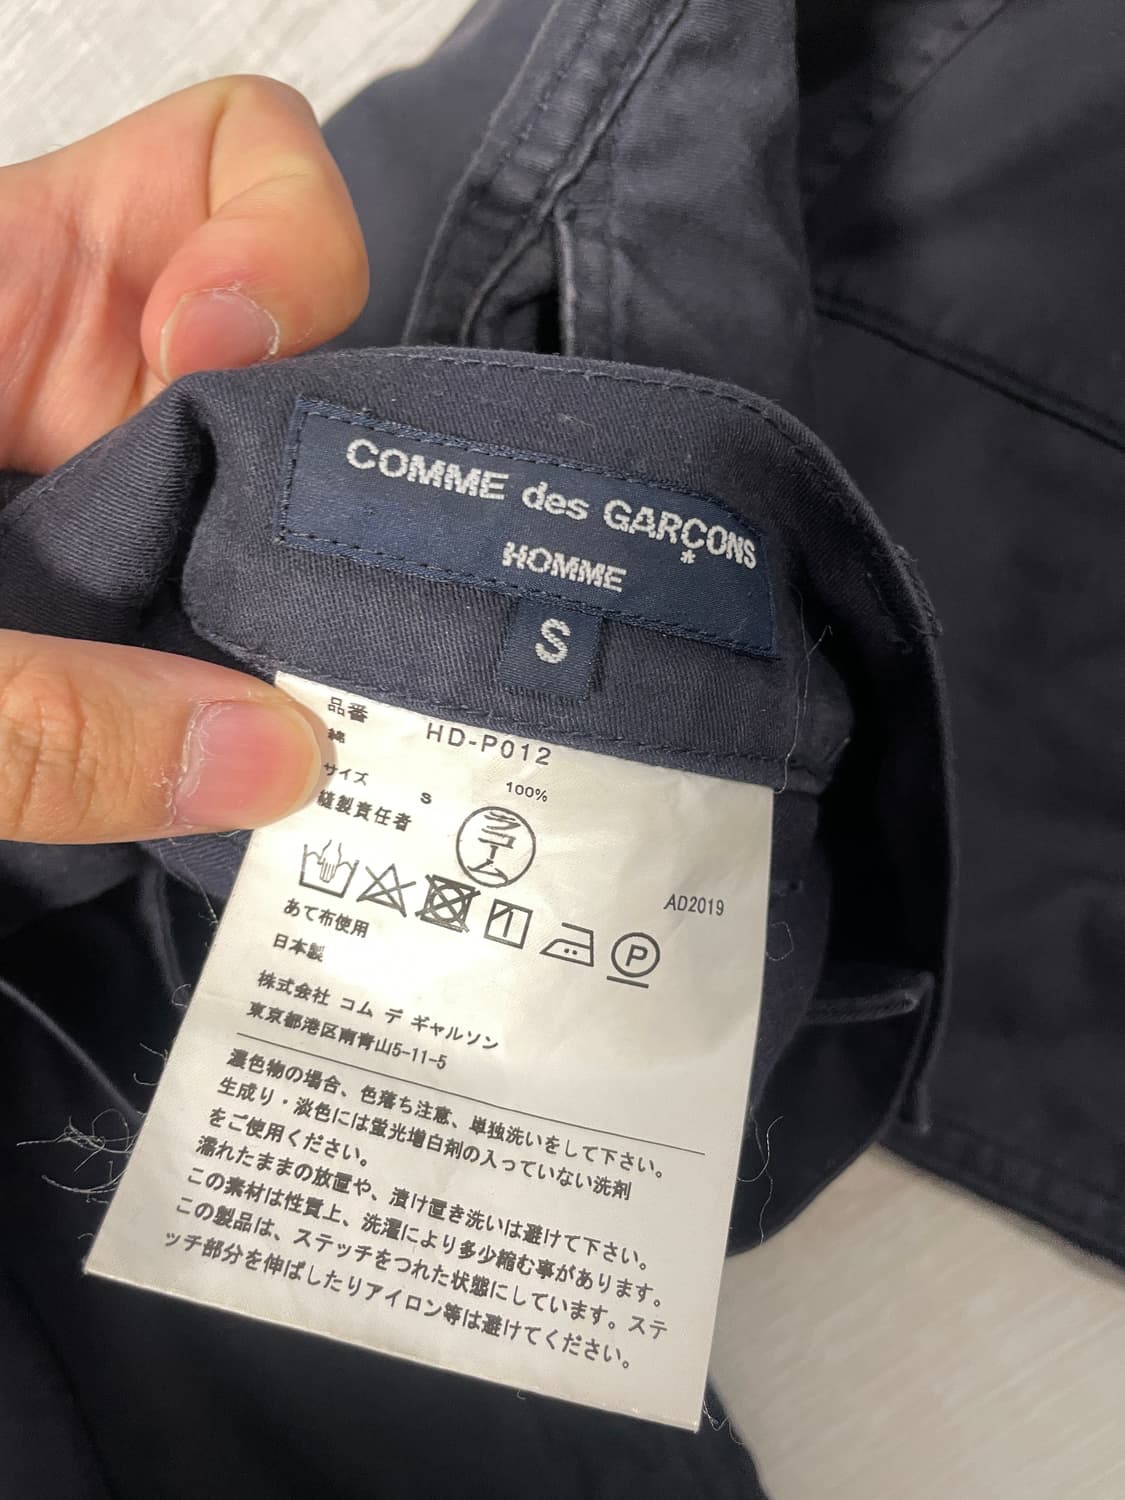 COMME des GARÇONS
HOMME
S
品番 HD-P012
綿 100%
サイズ S
縫製責任者
ラコーム
AD2019
P
あて布使用
日本製
株式会社 コム デ ギャルソン
東京都港区南青山5-11-5
濃色物の場合、色落ち注意、単独洗いをして下さい。
生成り・淡色には蛍光増白剤の入っていない洗剤
をご使用ください。
濡れたままの放置や、漬け置き洗いは避けて下さい。
この素材は性質上、洗濯により多少縮む事があります。
この製品は、ステッチをつれた状態にしています。ステ
ッチ部分を伸ばしたりアイロン等は避けてください。